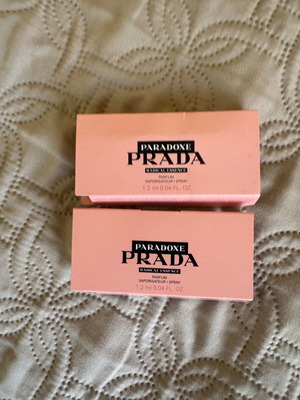 PARADOXE
PRADA
RADICAL ESSENCE
PARFUM
VAPORISATEUR / SPRAY
1.2 ml 0.04 FL. OZ.
PARADOXE
PRADA
RADICAL ESSENCE
PARFUM
VAPORISATEUR / SPRAY
1.2 ml 0.04 FL. OZ.